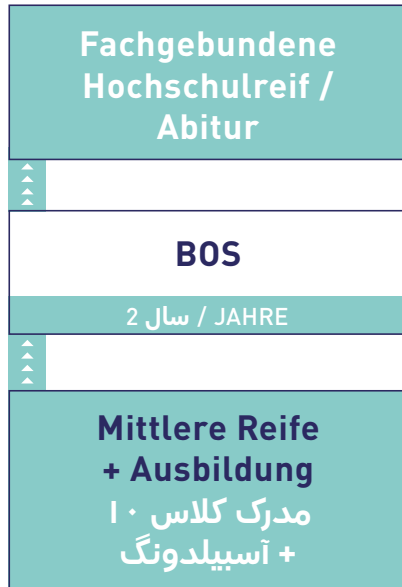 Fachgebundene
Hochschulreif /
Abitur
BOS
2 سال / JAHRE
Mittlere Reife
+ Ausbildung
مدرک کلاس ۱۰
+ آسبیلدونگ